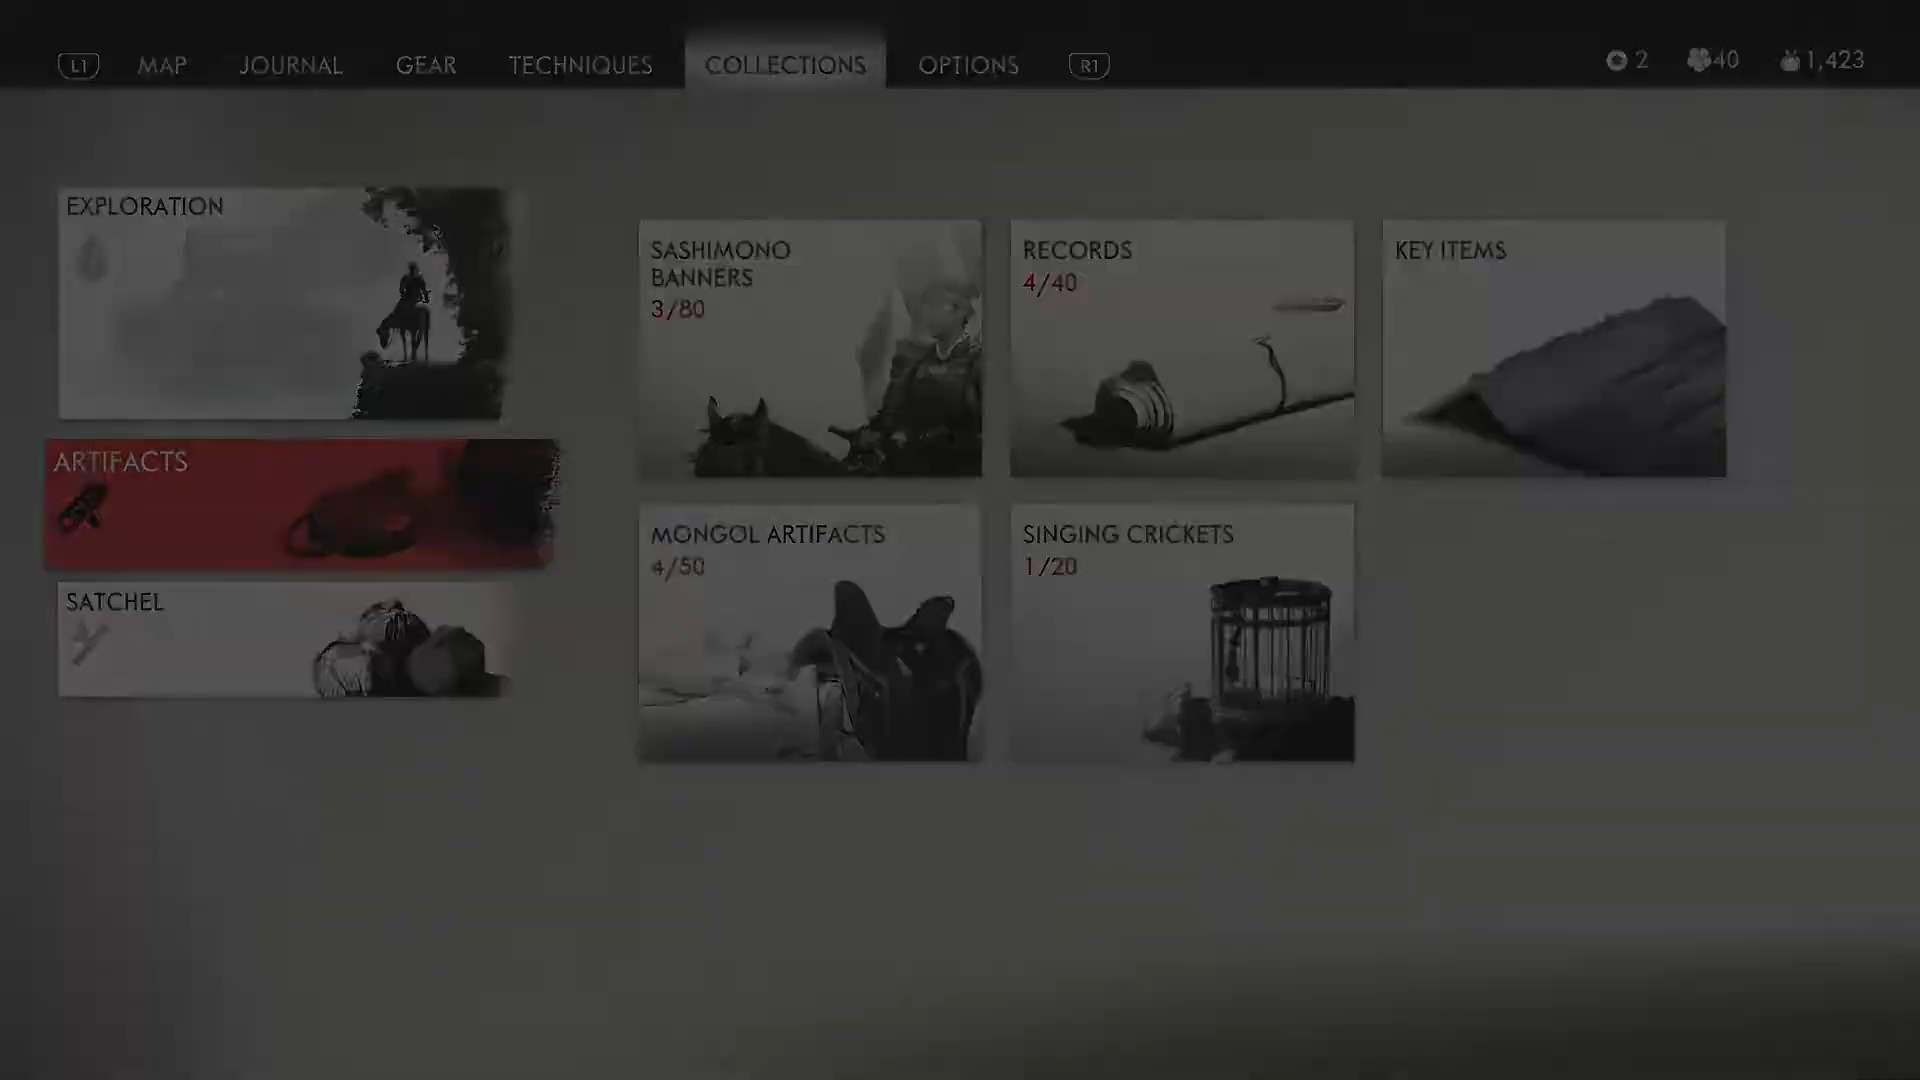 L1 MAP JOURNAL GEAR TECHNIQUES COLLECTIONS OPTIONS R1 2 40 1,423
EXPLORATION
ARTIFACTS
SATCHEL
SASHIMONO
BANNERS
3/80
RECORDS
4/40
KEY ITEMS
MONGOL ARTIFACTS
4/50
SINGING CRICKETS
1/20